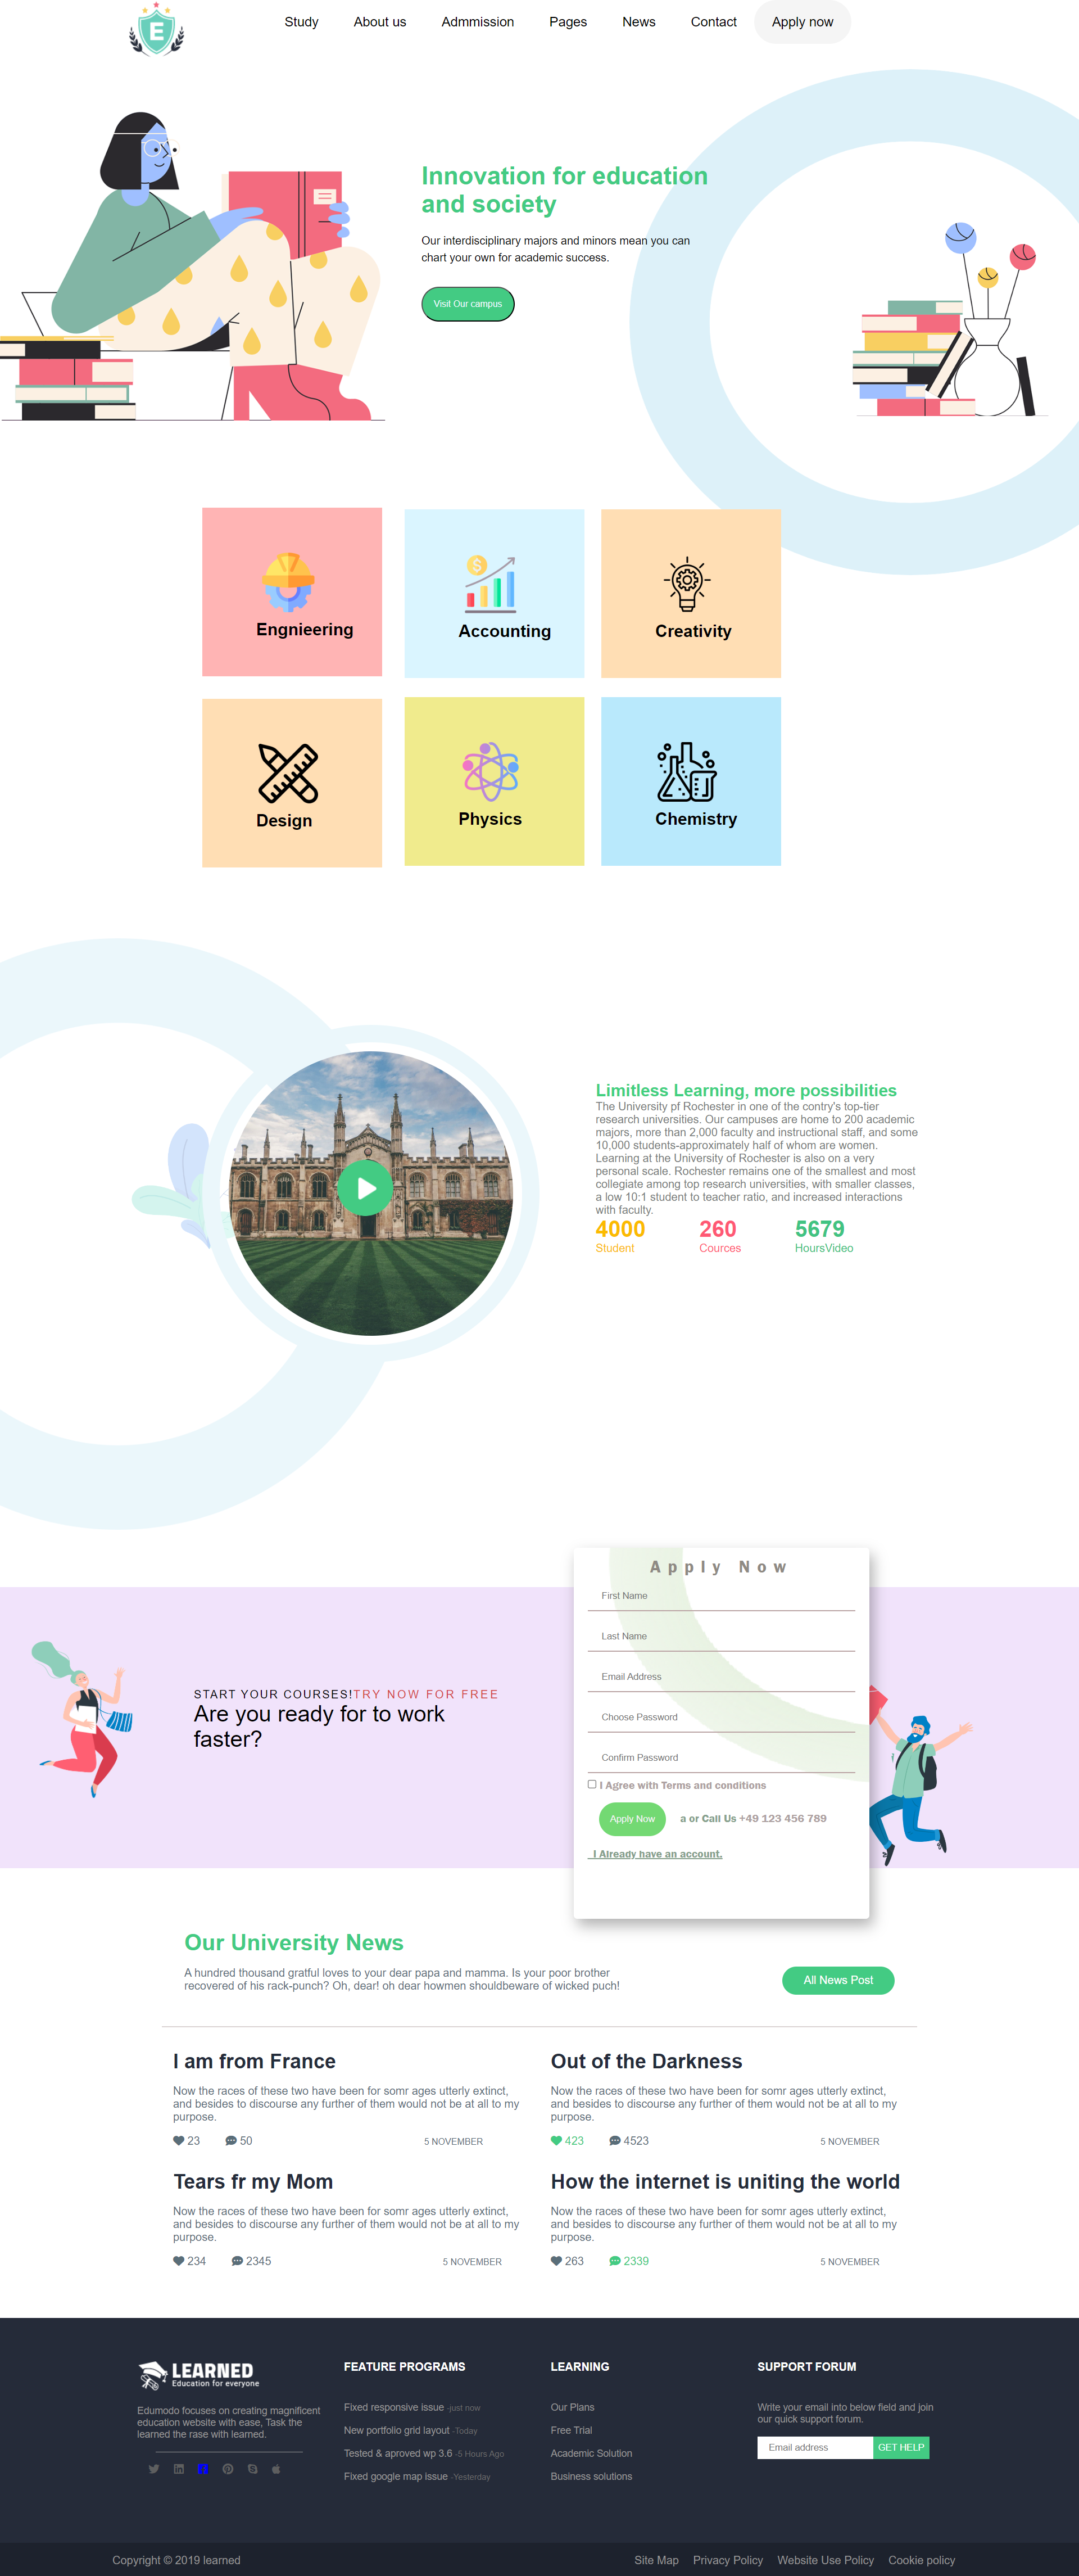 E
Study About us Admmission Pages News Contact Apply now
Innovation for education
and society
Our interdisciplinary majors and minors mean you can
chart your own for academic success.
Visit Our campus
Engnieering
Accounting
Creativity
Design
Physics
Chemistry
Limitless Learning, more possibilities
The University pf Rochester in one of the contry's top-tier
research universities. Our campuses are home to 200 academic
majors, more than 2,000 faculty and instructional staff, and some
10,000 students-approximately half of whom are women.
Learning at the University of Rochester is also on a very
personal scale. Rochester remains one of the smallest and most
collegiate among top research universities, with smaller classes,
a low 10:1 student to teacher ratio, and increased interactions
with faculty.
4000 260 5679
Student Cources HoursVideo
Apply Now
First Name
Last Name
Email Address
Choose Password
Confirm Password
I Agree with Terms and conditions
Apply Now a or Call Us +49 123 456 789
I Already have an account.
START YOUR COURSES!TRY NOW FOR FREE
Are you ready for to work
faster?
Our University News
A hundred thousand gratful loves to your dear papa and mamma. Is your poor brother
recovered of his rack-punch? Oh, dear! oh dear howmen shouldbeware of wicked puch!
All News Post
I am from France
Now the races of these two have been for somr ages utterly extinct,
and besides to discourse any further of them would not be at all to my
purpose.
23 50 5 NOVEMBER
Out of the Darkness
Now the races of these two have been for somr ages utterly extinct,
and besides to discourse any further of them would not be at all to my
purpose.
423 4523 5 NOVEMBER
Tears fr my Mom
Now the races of these two have been for somr ages utterly extinct,
and besides to discourse any further of them would not be at all to my
purpose.
234 2345 5 NOVEMBER
How the internet is uniting the world
Now the races of these two have been for somr ages utterly extinct,
and besides to discourse any further of them would not be at all to my
purpose.
263 2339 5 NOVEMBER
LEARNED
Education for everyone
Edumodo focuses on creating magnificent
education website with ease, Task the
learned the rase with learned.
FEATURE PROGRAMS
Fixed responsive issue -just now
New portfolio grid layout -Today
Tested & aproved wp 3.6 -5 Hours Ago
Fixed google map issue -Yesterday
LEARNING
Our Plans
Free Trial
Academic Solution
Business solutions
SUPPORT FORUM
Write your email into below field and join
our quick support forum.
Email address GET HELP
Copyright © 2019 learned
Site Map Privacy Policy Website Use Policy Cookie policy